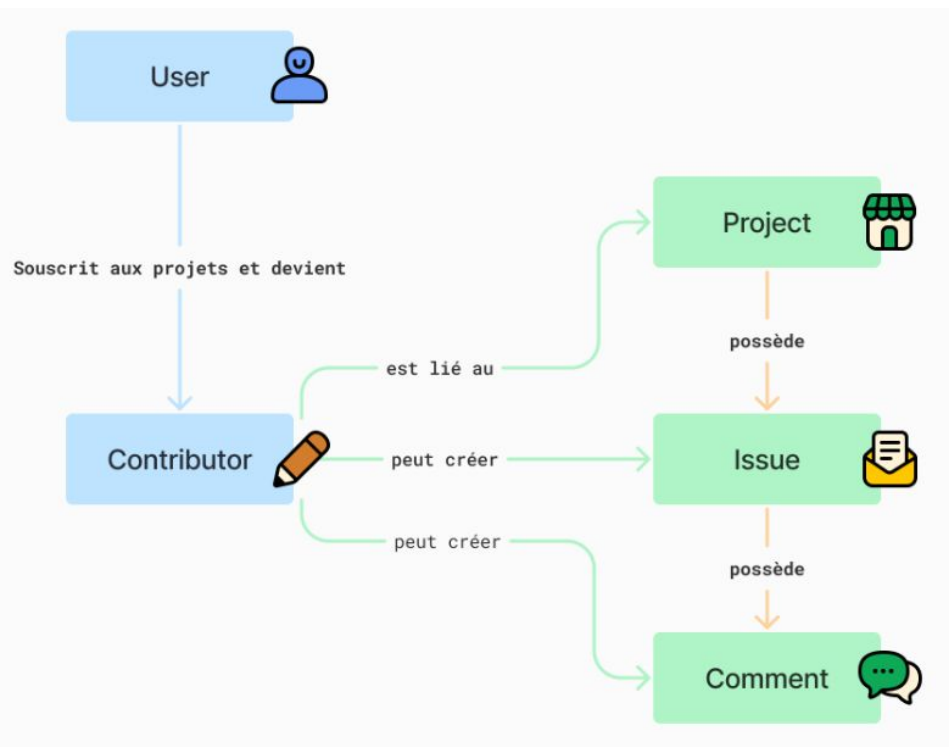 User
Project
Souscrit aux projets et devient
possède
est lié au
Contributor
peut créer
Issue
peut créer
possède
Comment